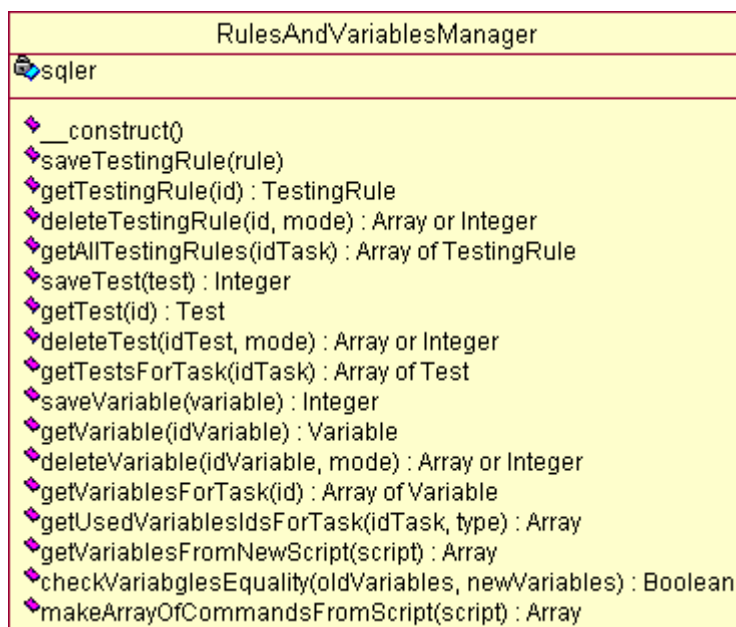 RulesAndVariablesManager
sqler
__construct()
saveTestingRule(rule)
getTestingRule(id) : TestingRule
deleteTestingRule(id, mode) : Array or Integer
getAllTestingRules(idTask) : Array of TestingRule
saveTest(test) : Integer
getTest(id) : Test
deleteTest(idTest, mode) : Array or Integer
getTestsForTask(idTask) : Array of Test
saveVariable(variable) : Integer
getVariable(idVariable) : Variable
deleteVariable(idVariable, mode) : Array or Integer
getVariablesForTask(id) : Array of Variable
getUsedVariablesIdsForTask(idTask, type) : Array
getVariablesFromNewScript(script) : Array
checkVariabglesEquality(oldVariables, newVariables) : Boolean
makeArrayOfCommandsFromScript(script) : Array